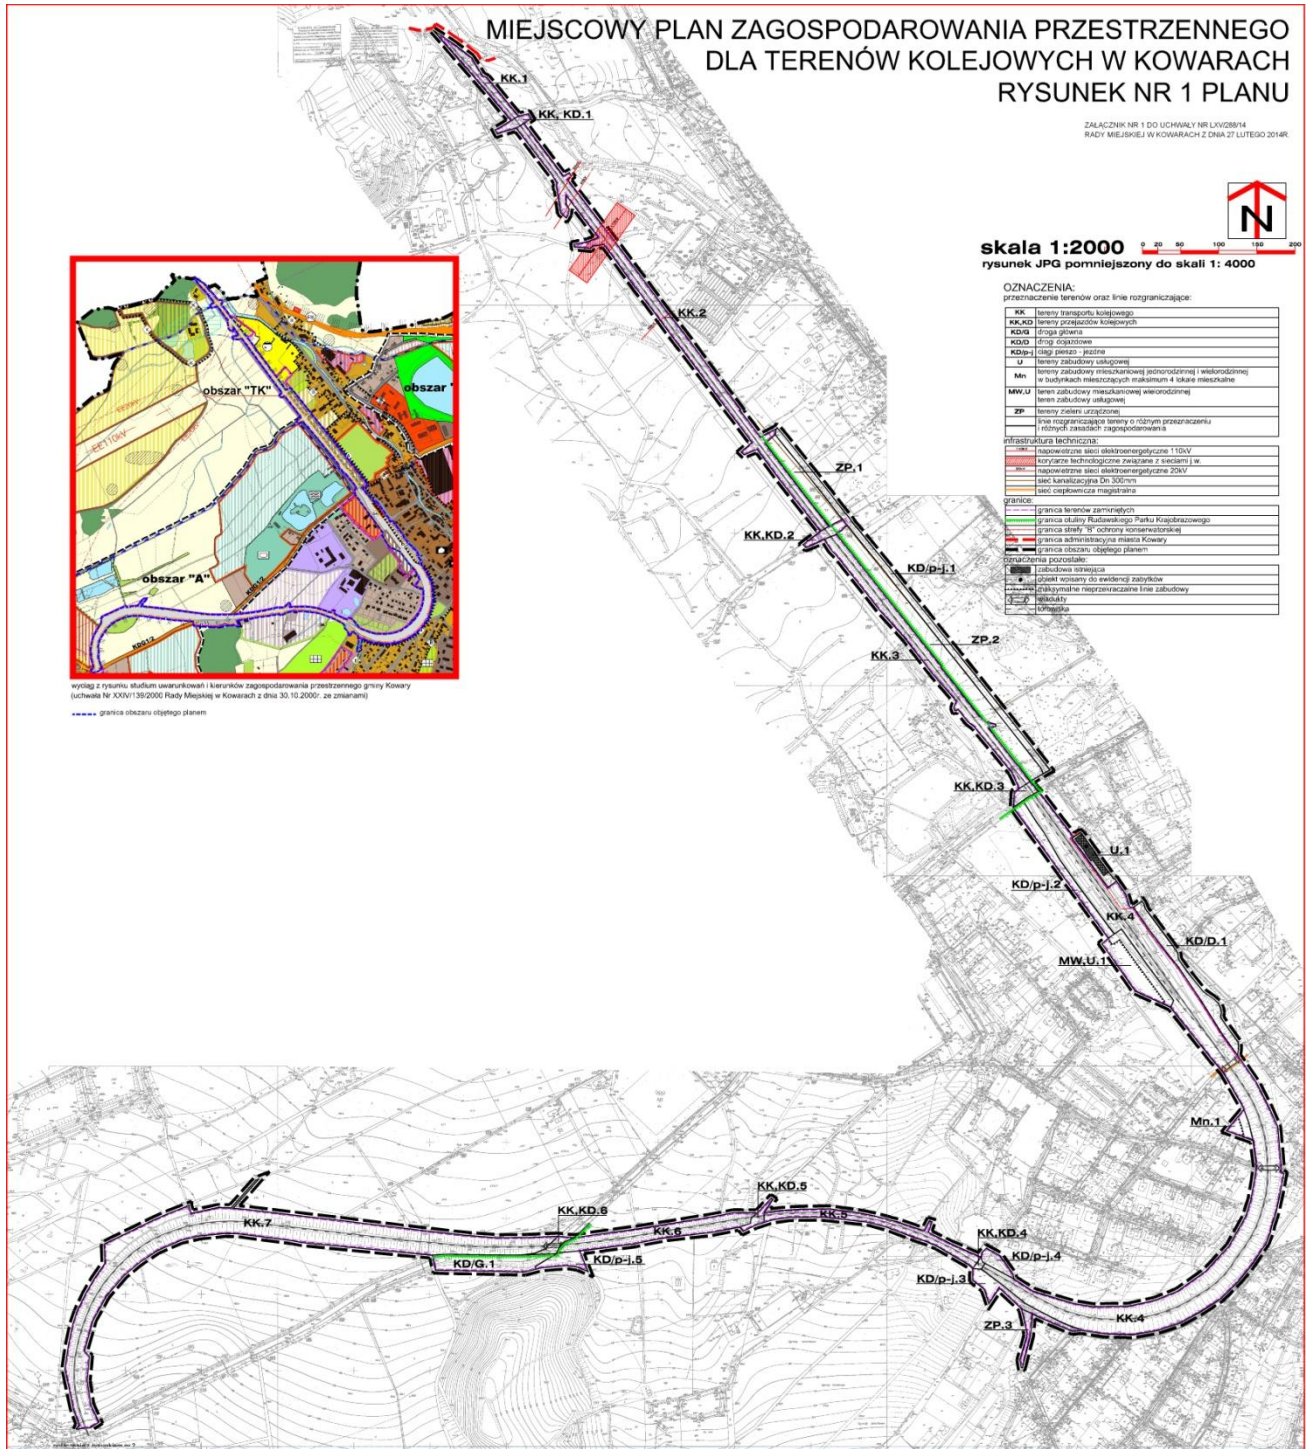 MIEJSCOWY PLAN ZAGOSPODAROWANIA PRZESTRZENNEGO
DLA TERENÓW KOLEJOWYCH W KOWARACH
RYSUNEK NR 1 PLANU
ZAŁĄCZNIK NR 1 DO UCHWAŁY NR LXV/288/14
RADY MIEJSKIEJ W KOWARACH Z DNIA 27 LUTEGO 2014R.
N
skala 1:2000
0 20 50 100 150 200
rysunek JPG pomniejszony do skali 1: 4000
OZNACZENIA:
przeznaczenie terenów oraz linie rozgraniczające:
KK tereny transportu kolejowego
KK,KD tereny przejazdów kolejowych
KD/G droga główna
KD/D drogi dojazdowe
KD/p-j ciągi pieszo - jezdne
U tereny zabudowy usługowej
Mn tereny zabudowy mieszkaniowej jednorodzinnej i wielorodzinnej
w budynkach mieszczących maksimum 4 lokale mieszkalne
MW,U teren zabudowy mieszkaniowej wielorodzinnej
teren zabudowy usługowej
ZP tereny zieleni urządzonej
linie rozgraniczające tereny o różnym przeznaczeniu
i różnych zasadach zagospodarowania
infrastruktura techniczna:
napowietrzne sieci elektroenergetyczne 110kV
korytarze technologiczne związane z sieciami j.w.
napowietrzne sieci elektroenergetyczne 20kV
sieć kanalizacyjna Dn 300mm
sieć ciepłownicza magistralna
granice:
granica terenów zamkniętych
granica otuliny Rudawskiego Parku Krajobrazowego
granica strefy "B" ochrony konserwatorskiej
granica administracyjna miasta Kowary
granica obszaru objętego planem
oznaczenia pozostałe:
zabudowa istniejąca
obiekt wpisany do ewidencji zabytków
maksymalne nieprzekraczalne linie zabudowy
wiadukty
torowiska
KK.1
KK, KD.1
KK.2
ZP.1
KK,KD.2
KD/p-j.1
ZP.2
KK.3
KK,KD.3
U.1
KD/p-j.2
KK.4
KD/D.1
MW,U.1
Mn.1
KK,KD.5
KK,KD.6
KK.7
KK.5
KK.6
KK,KD.4
KD/p-j.4
KD/G.1
KD/p-j.5
KD/p-j.3
KK.4
ZP.3
obszar "TK"
obszar "
EE110kV
obszar "A"
KDG1/2
KDG1/2
wyciąg z rysunku studium uwarunkowań i kierunków zagospodarowania przestrzennego gminy Kowary
(uchwała Nr XXIV/139/2000 Rady Miejskiej w Kowarach z dnia 30.10.2000r. ze zmianami)
granica obszaru objętego planem